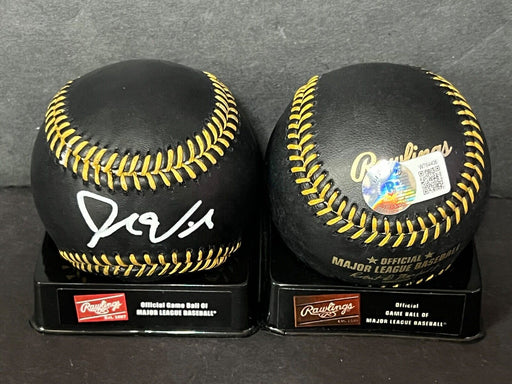 Rawlings
★ OFFICIAL ★
MAJOR LEAGUE BASEBALL
Rawlings
Official Game Ball Of
MAJOR LEAGUE BASEBALL®
Rawlings
Official
GAME BALL OF
MAJOR LEAGUE BASEBALL®